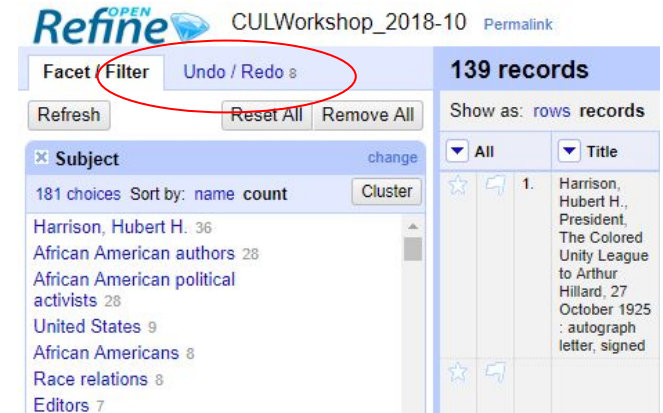 OPEN
Refine CULWorkshop_2018-10 Permalink
Facet / Filter Undo / Redo 8
139 records
Refresh Reset All Remove All
Show as: rows records
Subject change
All Title
181 choices Sort by: name count Cluster
Harrison, Hubert H. 36
African American authors 28
African American political
activists 28
United States 9
African Americans 8
Race relations 8
Editors 7
1. Harrison,
Hubert H.,
President,
The Colored
Unity League
to Arthur
Hillard, 27
October 1925
: autograph
letter, signed